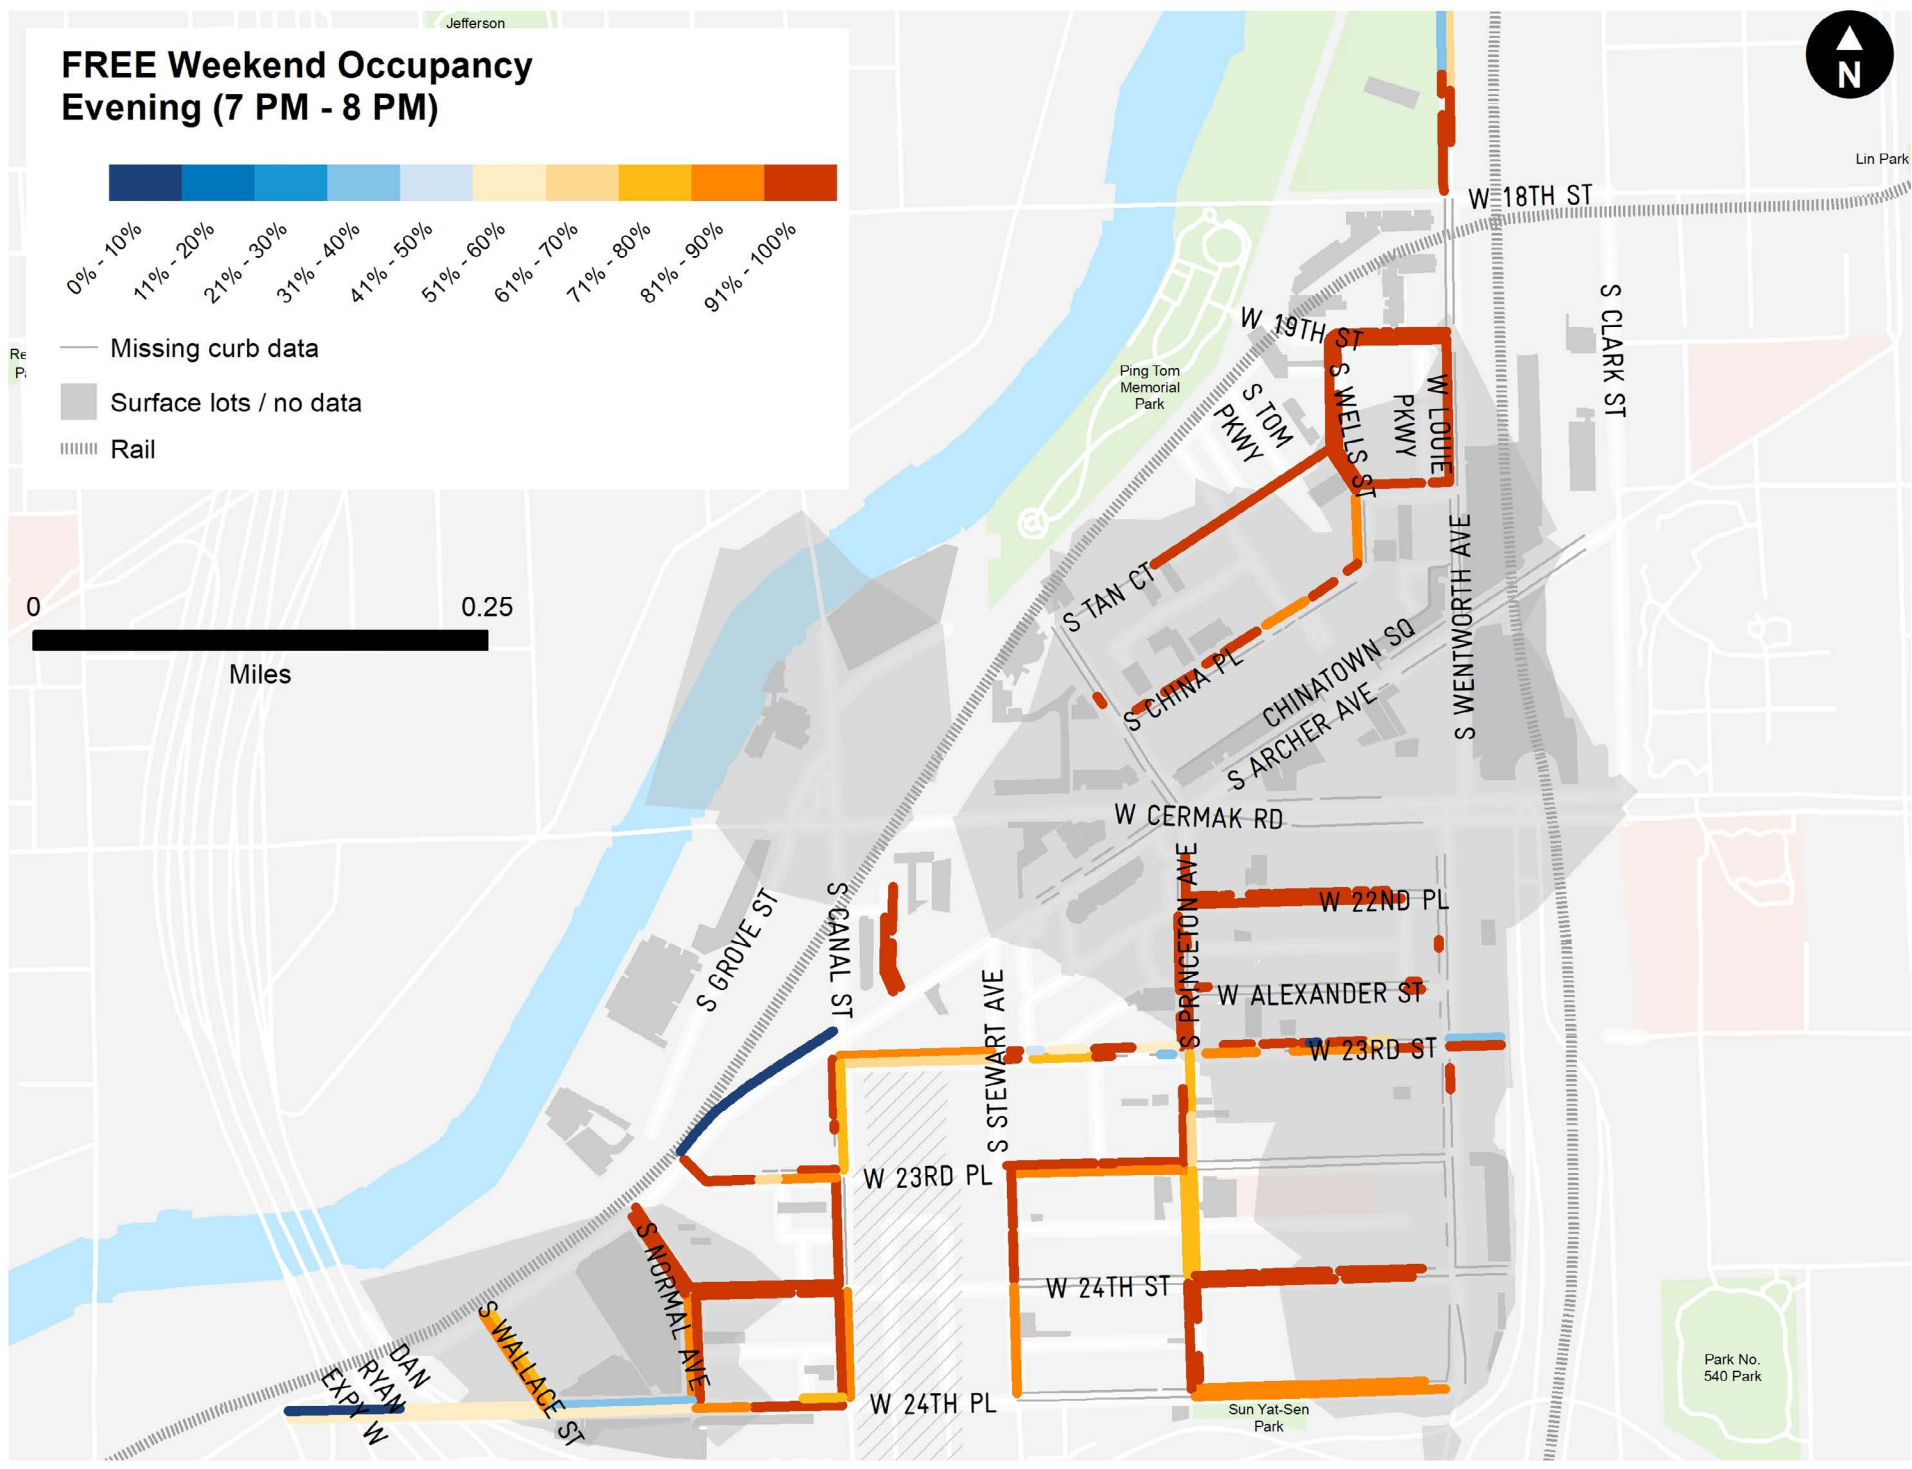 Jefferson
FREE Weekend Occupancy
Evening (7 PM - 8 PM)
0% - 10%
11% - 20%
21% - 30%
31% - 40%
41% - 50%
51% - 60%
61% - 70%
71% - 80%
81% - 90%
91% - 100%
Missing curb data
Surface lots / no data
Rail
0
0.25
Miles
N
Lin Park
W 18TH ST
S CLARK ST
W 19TH ST
Ping Tom
Memorial
Park
S TOM
PKWY
S WELLS ST
W LOUIE
PKWY
S TAN CT
S WENTWORTH AVE
S CHINA PL
CHINATOWN SQ
S ARCHER AVE
W CERMAK RD
S PRINCETON AVE
W 22ND PL
S GROVE ST
S CANAL ST
S STEWART AVE
W ALEXANDER ST
W 23RD ST
W 23RD PL
S NORMAL AVE
W 24TH ST
S WALLACE ST
DAN
RYAN
EXPY W
W 24TH PL
Sun Yat-Sen
Park
Park No.
540 Park